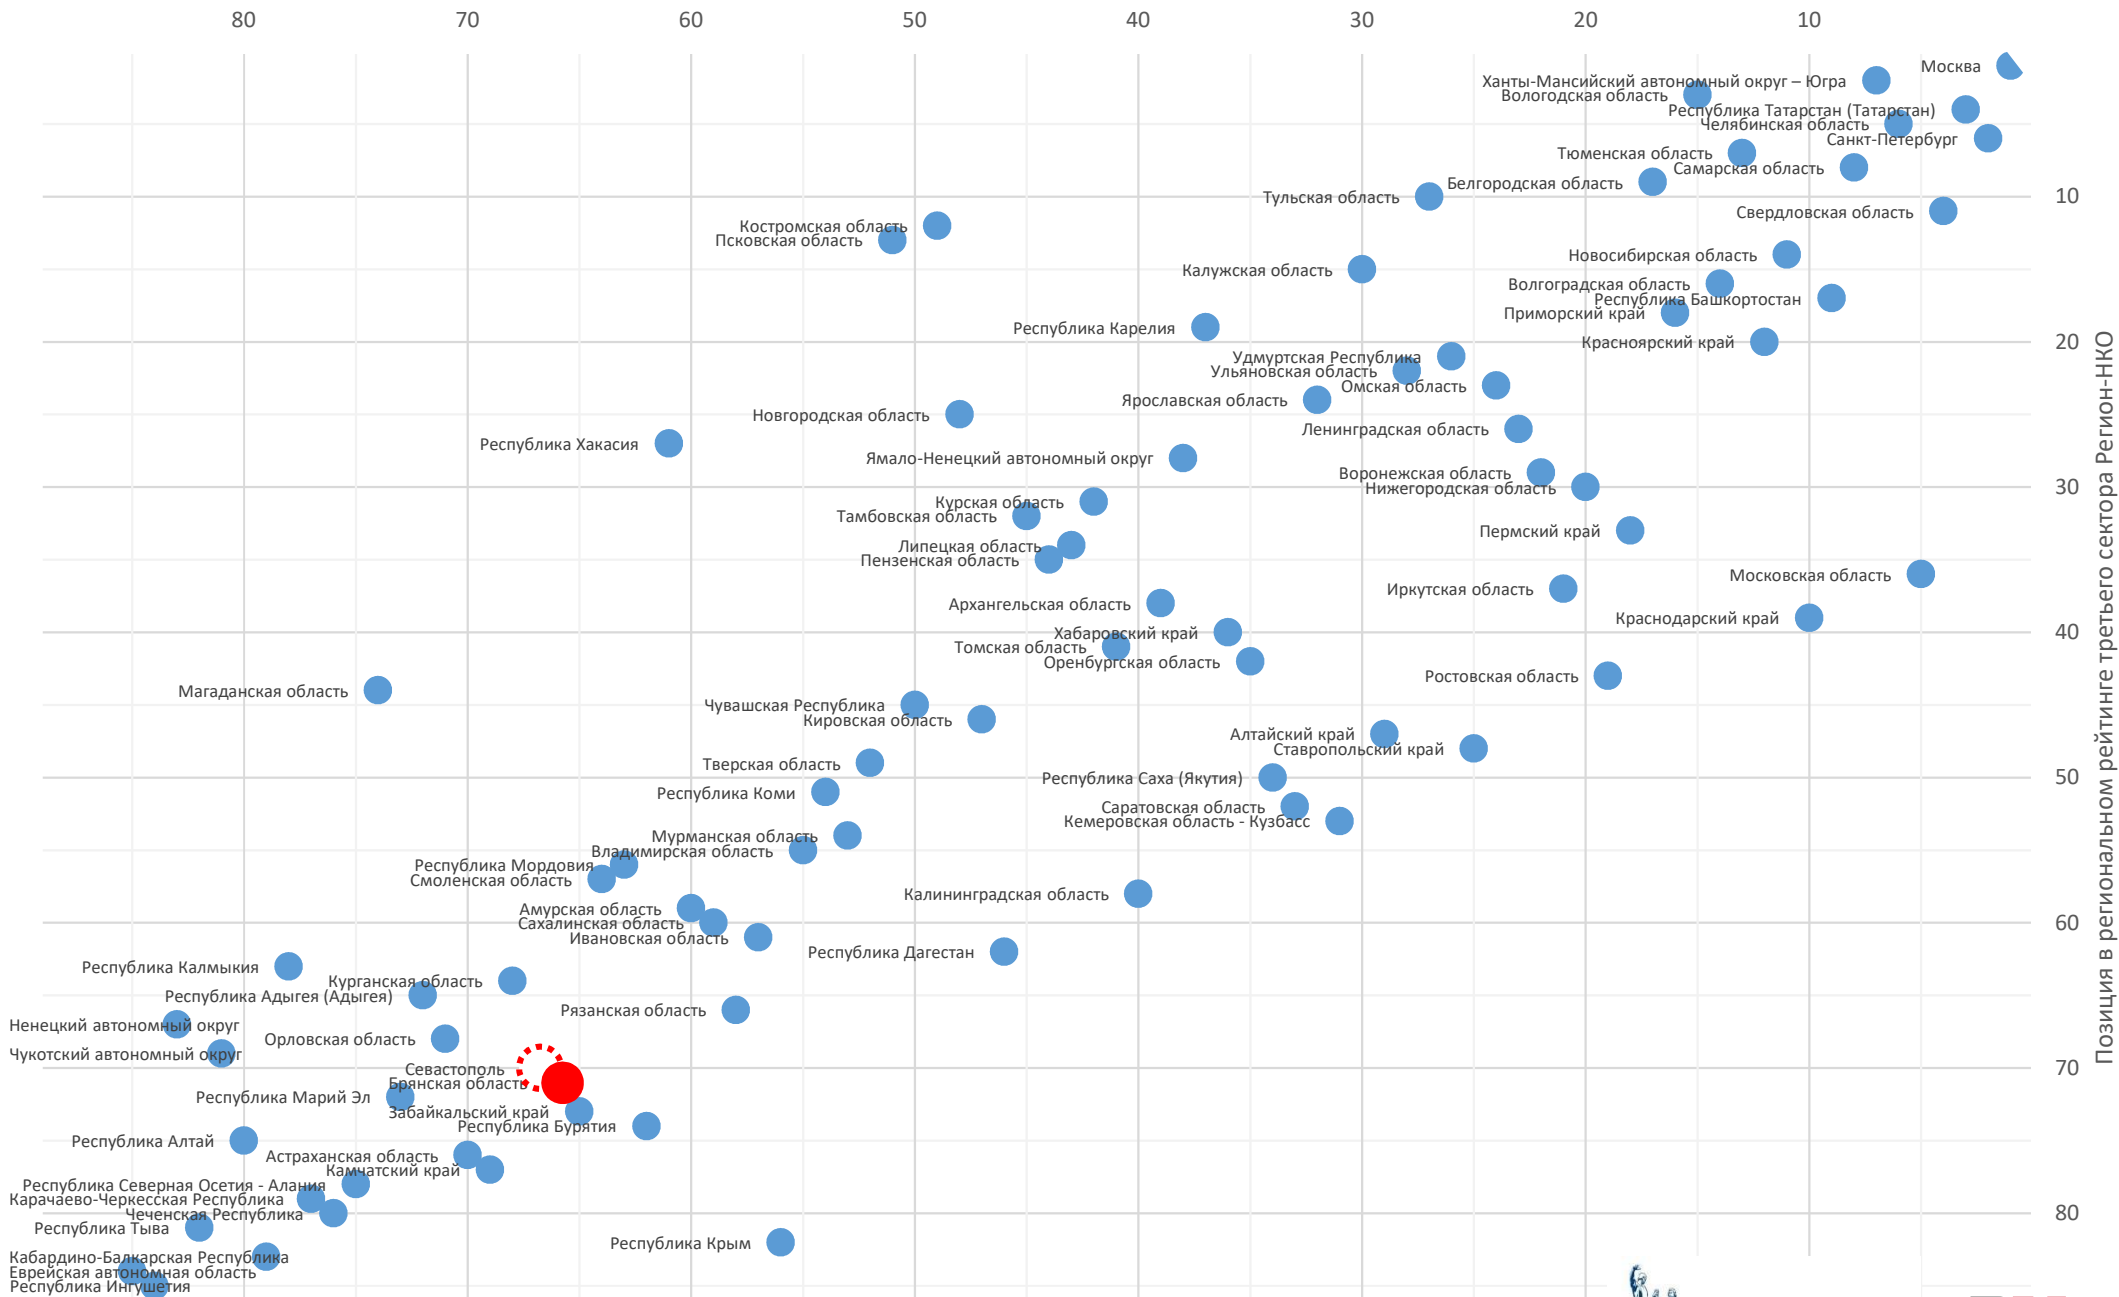 80 70 60 50 40 30 20 10
Москва
Ханты-Мансийский автономный округ – Югра
Вологодская область
Республика Татарстан (Татарстан)
Челябинская область
Санкт-Петербург
Тюменская область
Самарская область
Белгородская область
Тульская область
10
Свердловская область
Костромская область
Псковская область
Новосибирская область
Калужская область
Волгоградская область
Республика Башкортостан
Приморский край
Республика Карелия
Красноярский край
20
Удмуртская Республика
Ульяновская область
Омская область
Ярославская область
Новгородская область
Ленинградская область
Республика Хакасия
Ямало-Ненецкий автономный округ
Воронежская область
Нижегородская область
30
Курская область
Тамбовская область
Пермский край
Липецкая область
Пензенская область
Московская область
Иркутская область
Архангельская область
Краснодарский край
Хабаровский край
40
Томская область
Оренбургская область
Ростовская область
Магаданская область
Чувашская Республика
Кировская область
Алтайский край
Ставропольский край
Тверская область
Республика Саха (Якутия)
50
Республика Коми
Саратовская область
Кемеровская область - Кузбасс
Мурманская область
Владимирская область
Республика Мордовия
Смоленская область
Калининградская область
Амурская область
Сахалинская область
60
Ивановская область
Республика Дагестан
Республика Калмыкия
Курганская область
Республика Адыгея (Адыгея)
Рязанская область
Ненецкий автономный округ
Орловская область
Чукотский автономный округ
Севастополь
70
Брянская область
Республика Марий Эл
Забайкальский край
Республика Бурятия
Республика Алтай
Астраханская область
Камчатский край
Республика Северная Осетия - Алания
Карачаево-Черкесская Республика
Чеченская Республика
80
Республика Тыва
Республика Крым
Кабардино-Балкарская Республика
Еврейская автономная область
Республика Ингушетия
Позиция в региональном рейтинге третьего сектора Регион-НКО